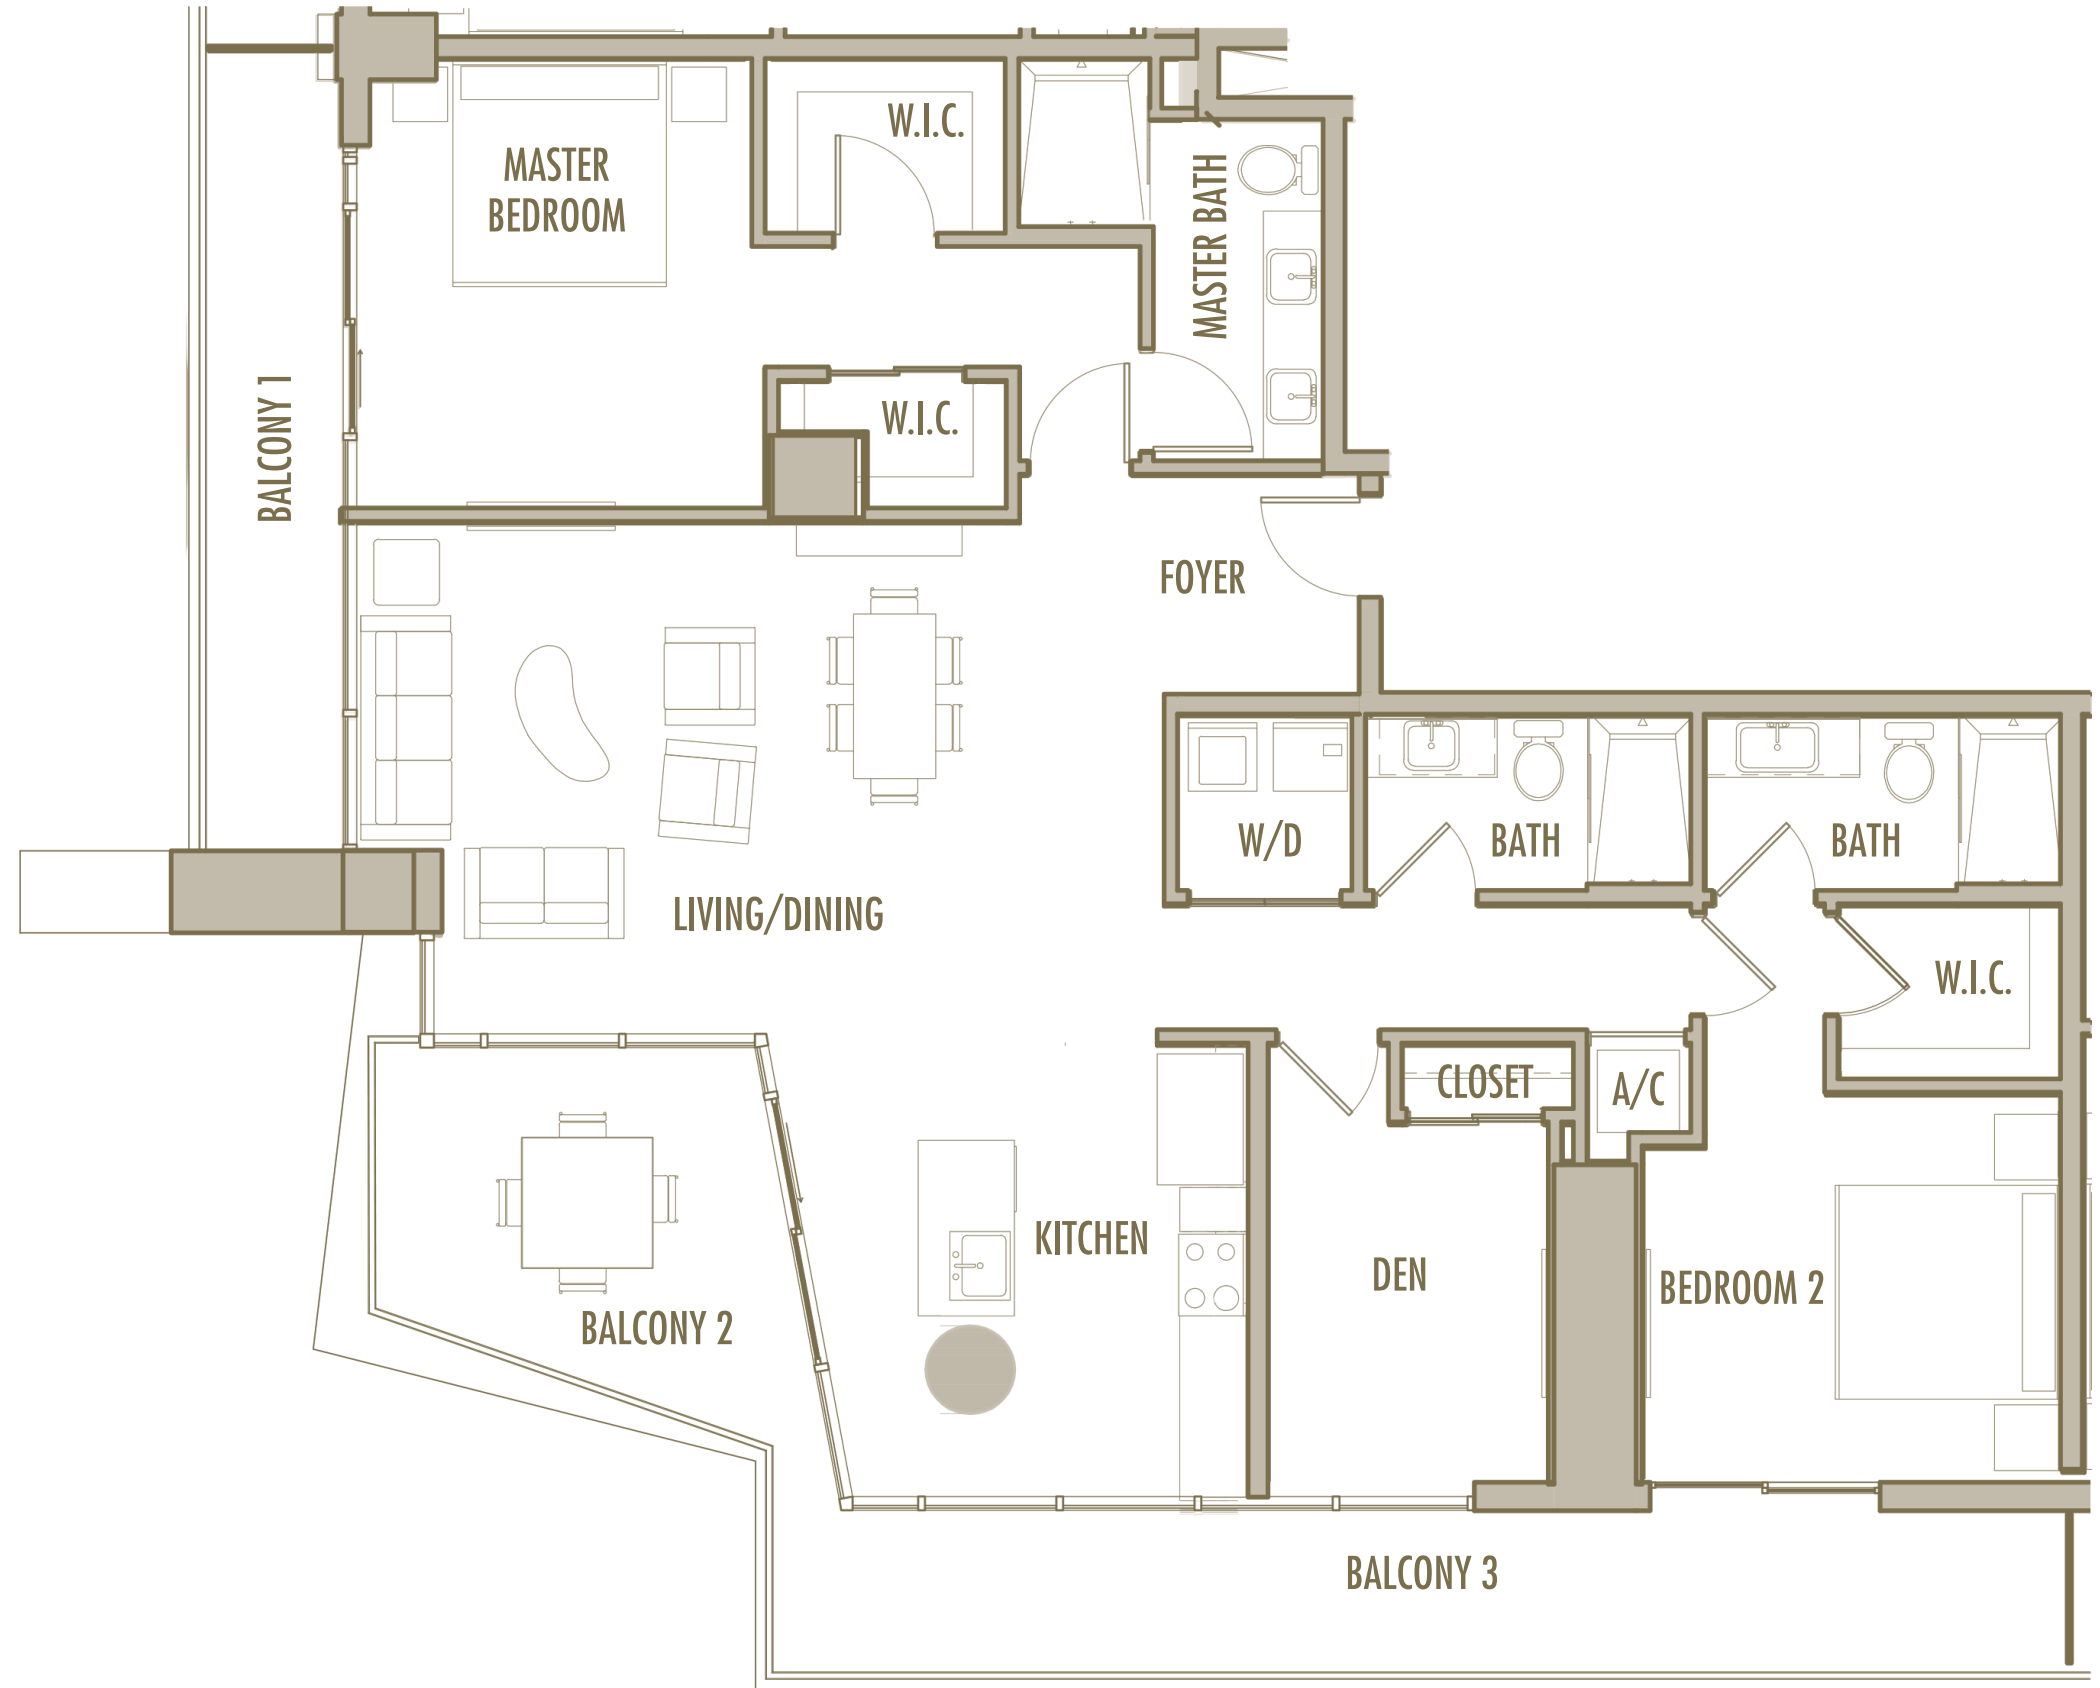 W.I.C.
MASTER
BEDROOM
MASTER BATH
BALCONY 1
W.I.C.
FOYER
W/D
BATH
BATH
LIVING/DINING
W.I.C.
CLOSET
A/C
KITCHEN
DEN
BEDROOM 2
BALCONY 2
BALCONY 3